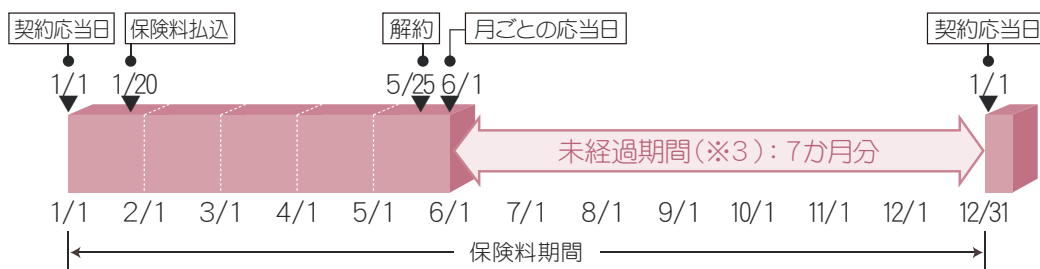 契約応当日 保険料払込 解約 月ごとの応当日 契約応当日
1/1 1/20 5/25 6/1 1/1
未経過期間(※3):7か月分
1/1 2/1 3/1 4/1 5/1 6/1 7/1 8/1 9/1 10/1 11/1 12/1 12/31
保険料期間